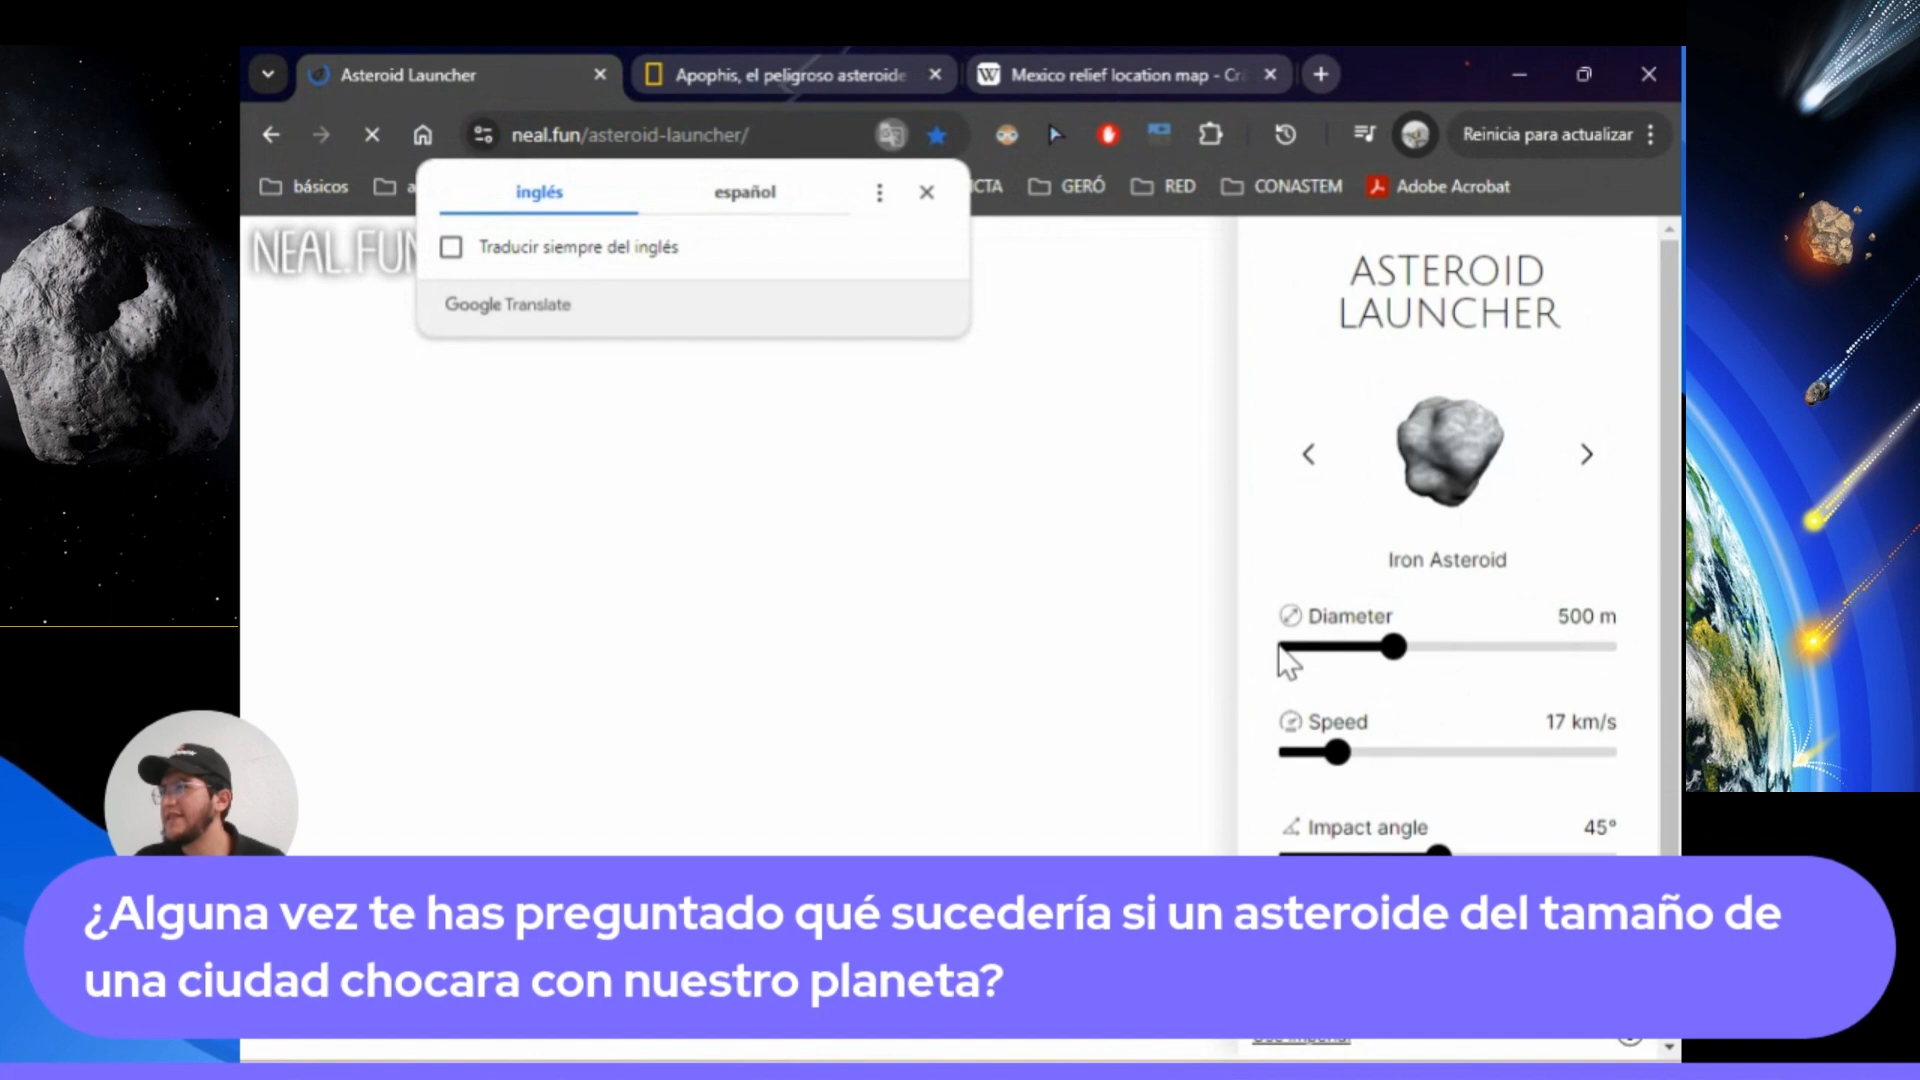 Asteroid Launcher
Apophis, el peligroso asteroide
Mexico relief location map - Cr
neal.fun/asteroid-launcher/
Reinicia para actualizar
básicos
a
ICTA
GERÓ
RED
CONASTEM
Adobe Acrobat
inglés
español
Traducir siempre del inglés
Google Translate
NEAL.FUN
ASTEROID
LAUNCHER
Iron Asteroid
Diameter
500 m
Speed
17 km/s
Impact angle
45°
¿Alguna vez te has preguntado qué sucedería si un asteroide del tamaño de
una ciudad chocara con nuestro planeta?